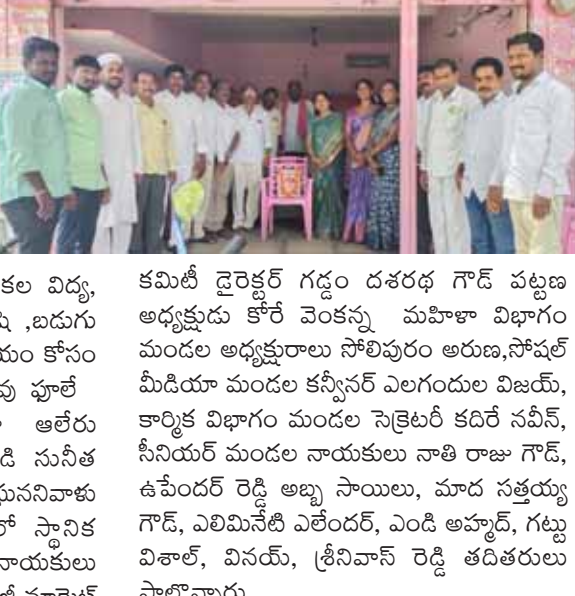 కల విద్య,
,బడుగు
యం కోసం
వు ఫూలే
ఆలేరు
డి సునీత
ఘననివాళు
లో స్థానిక
నాయకులు
కమిటీ డైరెక్టర్ గడ్డం దశరథ గౌడ్ పట్టణ
అధ్యక్షుడు కోరే వెంకన్న మహిళా విభాగం
మండల అధ్యక్షురాలు సోలిపురం అరుణ,సోషల్
మీడియా మండల కన్వీనర్ ఎలగందుల విజయ్,
కార్మిక విభాగం మండల సెక్రెటరీ కదిరే నవీన్,
సీనియర్ మండల నాయకులు నాతి రాజు గౌడ్,
ఉపేందర్ రెడ్డి అబ్బ సాయిలు, మాద సత్తయ్య
గౌడ్, ఎలిమినేటి ఎలేందర్, ఎండి అహ్మద్, గట్టు
విశాల్, వినయ్, శ్రీనివాస్ రెడ్డి తదితరులు
పాల్గొన్నారు